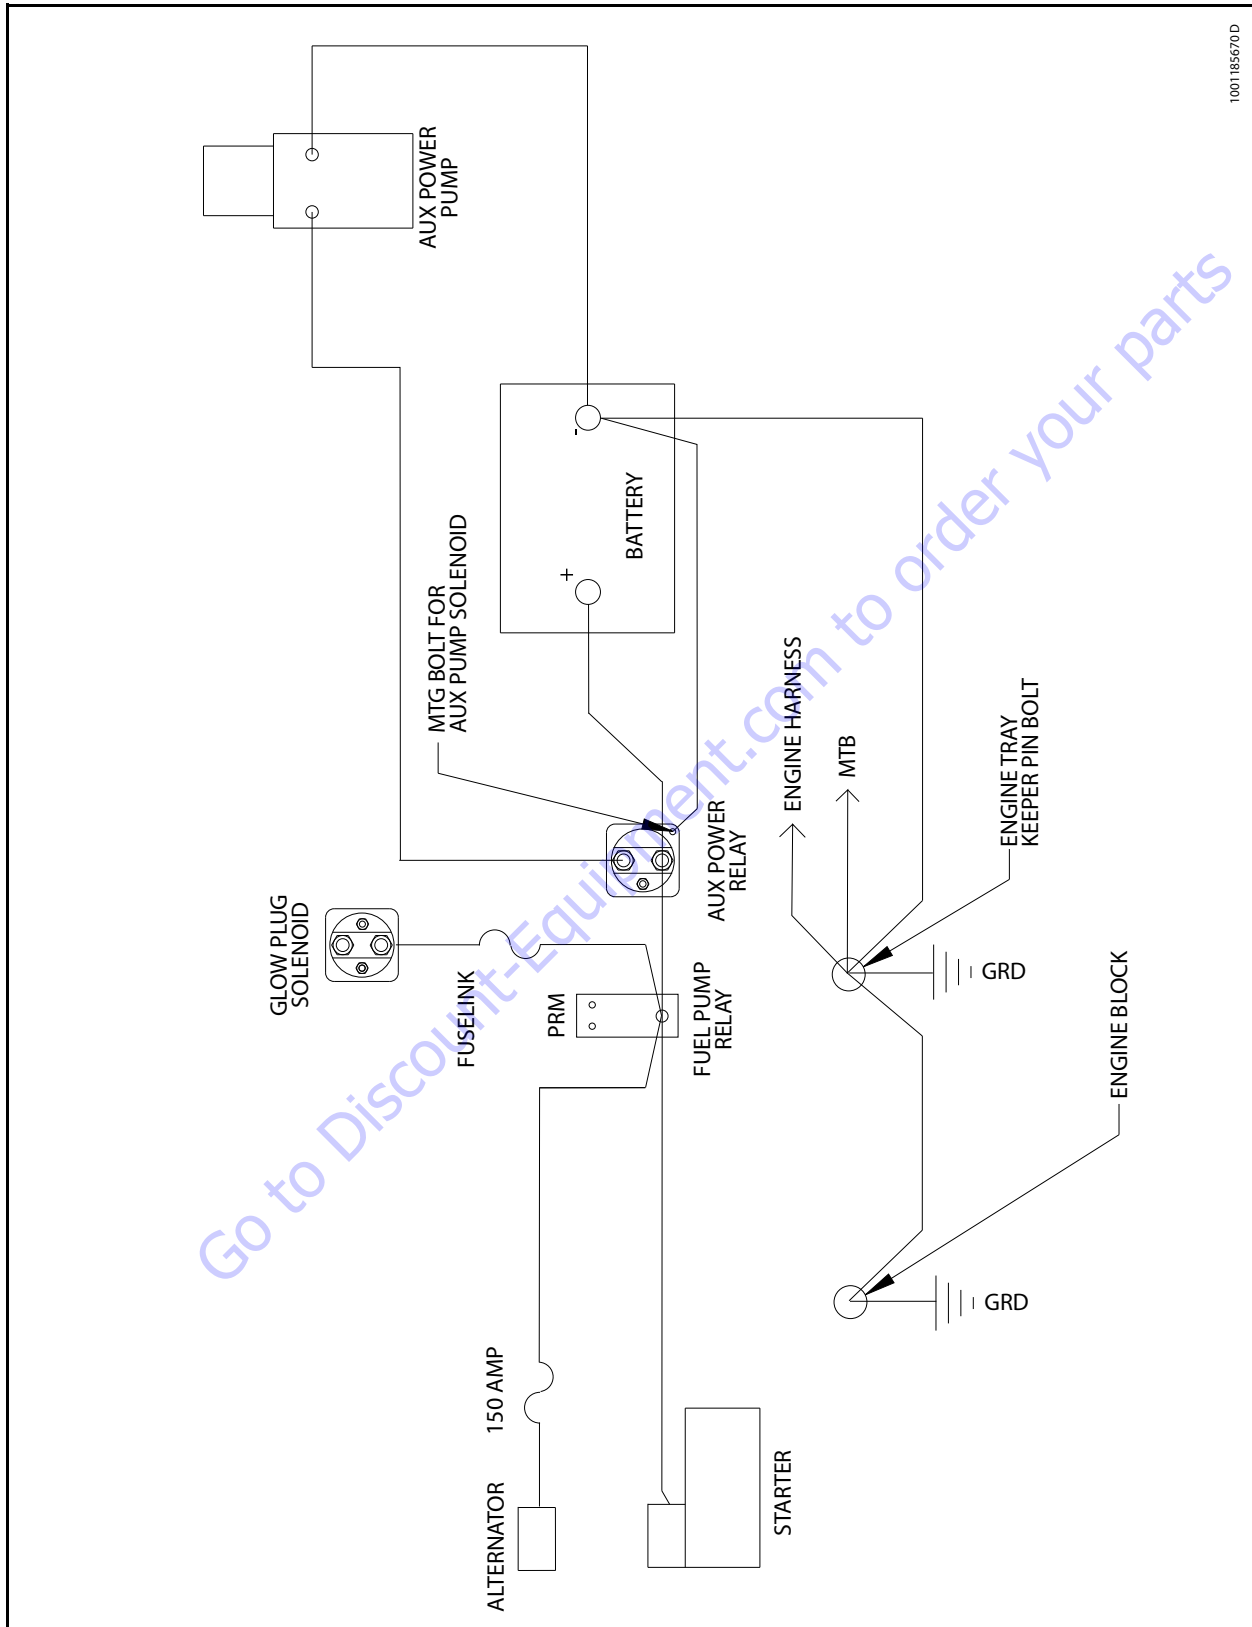 1001185670 D
AUX POWER
PUMP
BATTERY
+
-
MTG BOLT FOR
AUX PUMP SOLENOID
ENGINE HARNESS
MTB
ENGINE TRAY
KEEPER PIN BOLT
AUX POWER
RELAY
GLOW PLUG
SOLENOID
FUSELINK
PRM
FUEL PUMP
RELAY
GRD
ENGINE BLOCK
GRD
150 AMP
ALTERNATOR
STARTER
Go to Discount-Equipment.com to order your parts